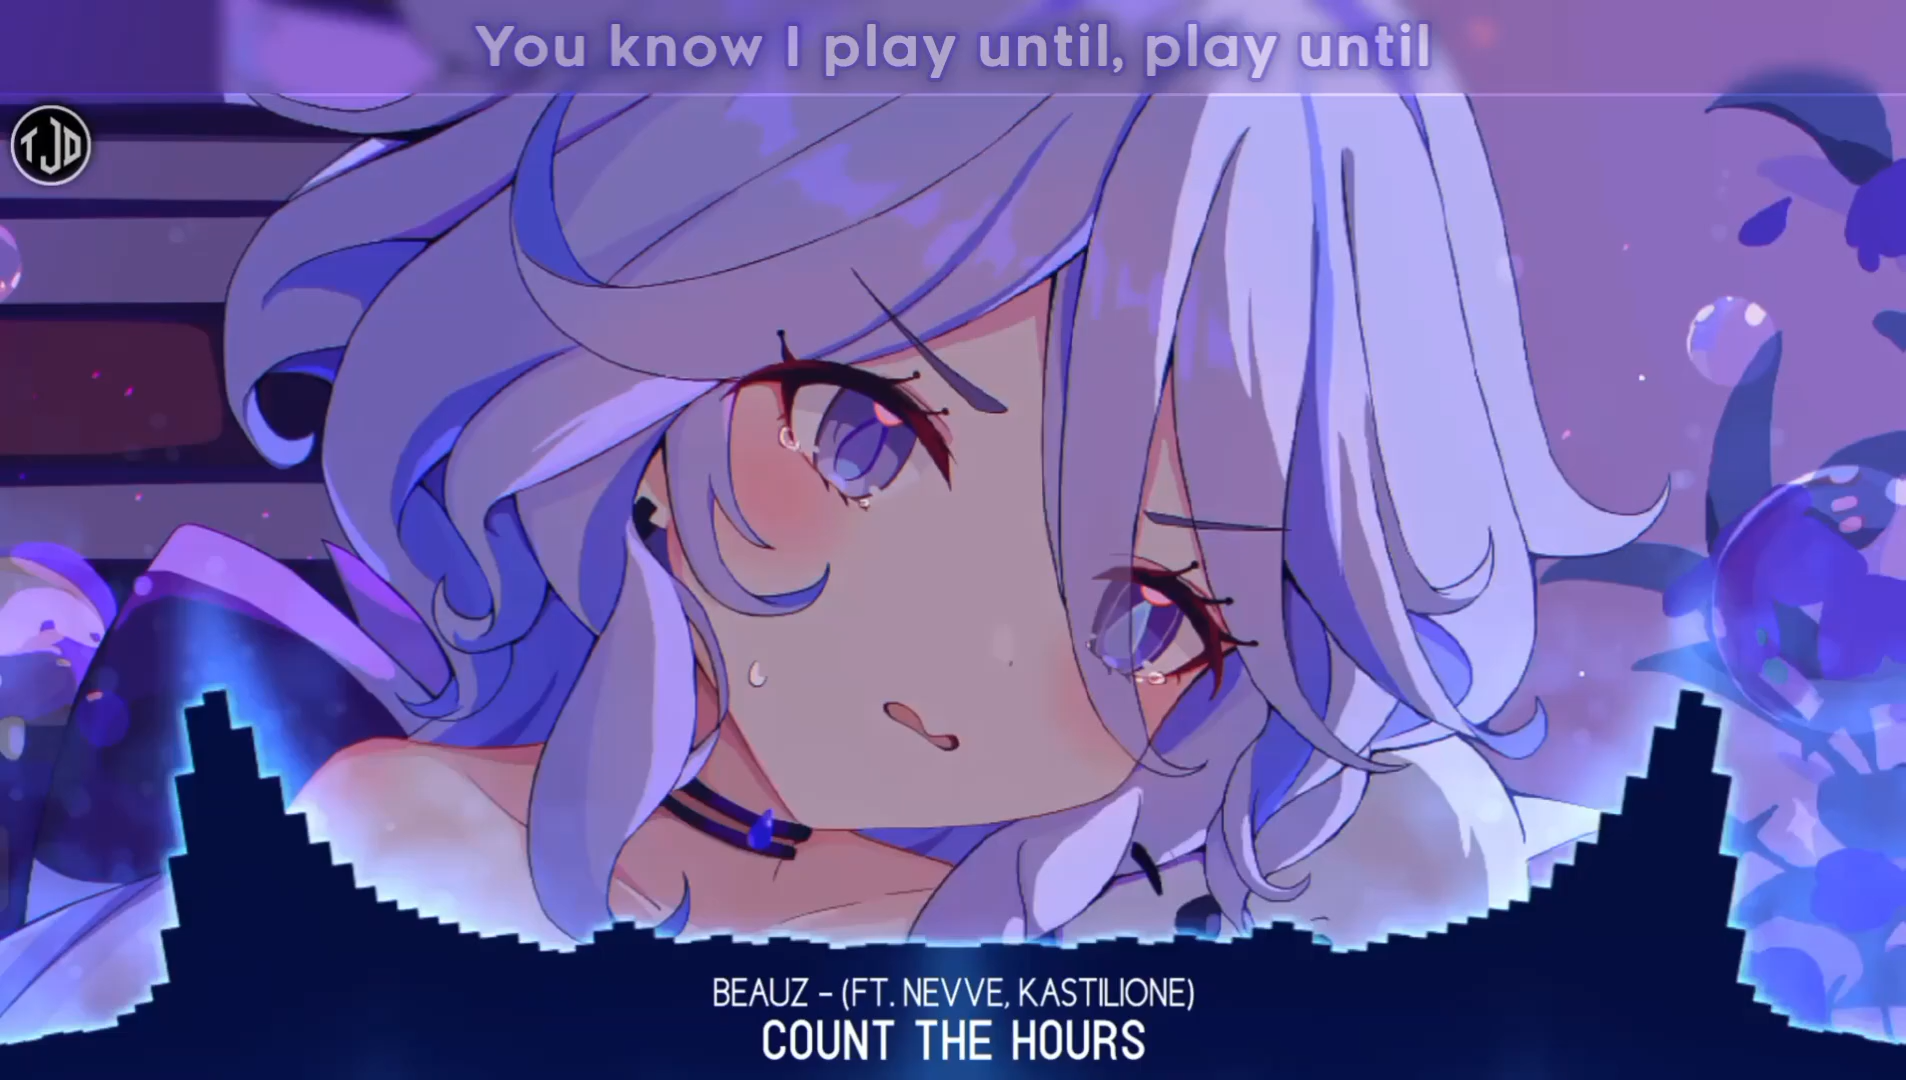 You know I play until, play until
TJD
BEAUZ - (FT. NEVVE, KASTILIONE)
COUNT THE HOURS